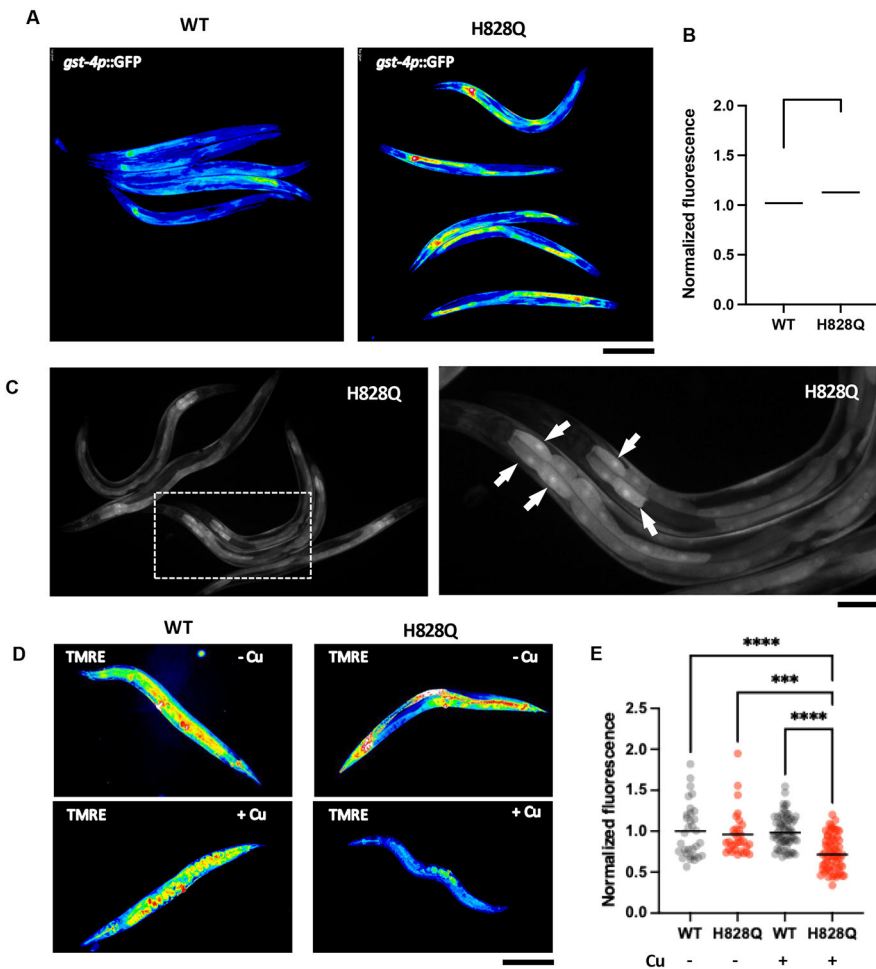 A
WT
H828Q
gst-4p::GFP
gst-4p::GFP
B
Normalized fluorescence
2.0
1.5
1.0
0.5
0.0
WT
H828Q
C
H828Q
H828Q
D
WT
H828Q
TMRE
- Cu
TMRE
- Cu
TMRE
+ Cu
TMRE
+ Cu
E
****
***
****
Normalized fluorescence
2.5
2.0
1.5
1.0
0.5
0.0
WT H828Q WT H828Q
Cu - - + +